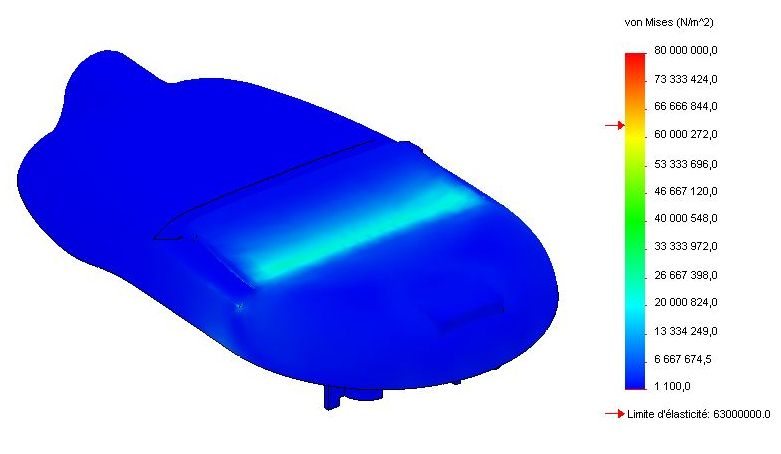 von Mises (N/m^2)
80 000 000,0
73 333 424,0
66 666 844,0
60 000 272,0
53 333 696,0
46 667 120,0
40 000 548,0
33 333 972,0
26 667 398,0
20 000 824,0
13 334 249,0
6 667 674,5
1 100,0
Limite d'élasticité: 63000000.0